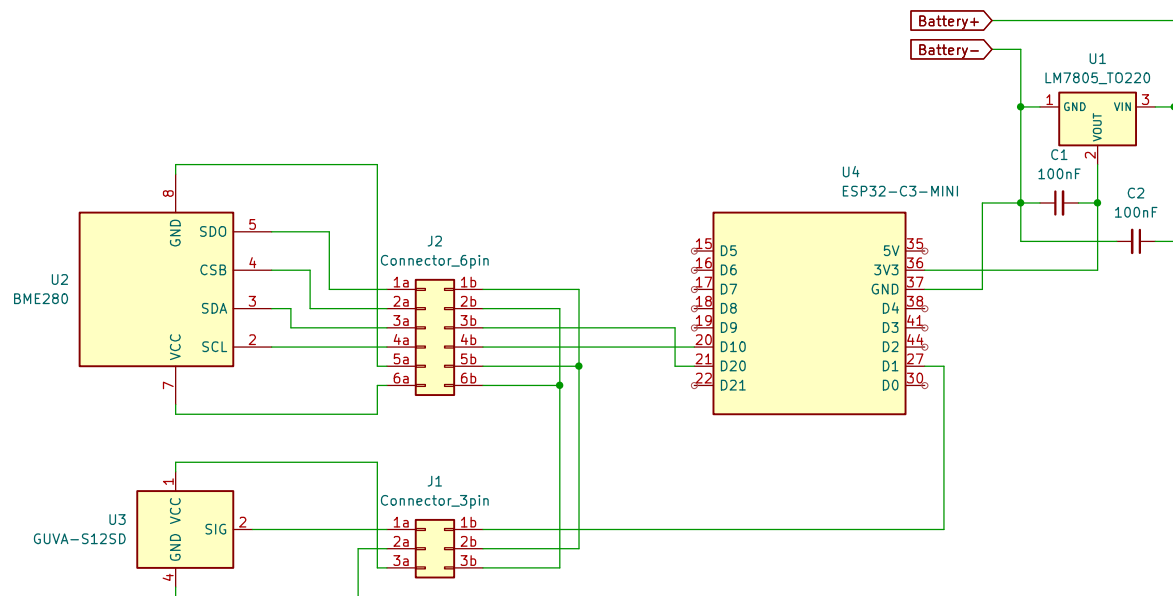 Battery+
Battery-
U1
LM7805_TO220
1 GND VIN 3
VOUT
2
C1
100nF
C2
100nF
U4
ESP32-C3-MINI
15 D5 5V 35
16 D6 3V3 36
17 D7 GND 37
18 D8 D4 38
19 D9 D3 41
20 D10 D2 44
21 D20 D1 27
22 D21 D0 30
8
GND
U2
BME280
SDO 5
CSB 4
SDA 3
SCL 2
VCC
7
J2
Connector_6pin
1a 1b
2a 2b
3a 3b
4a 4b
5a 5b
6a 6b
J1
Connector_3pin
1a 1b
2a 2b
3a 3b
1
VCC
U3
GUVA-S12SD
SIG 2
GND
4